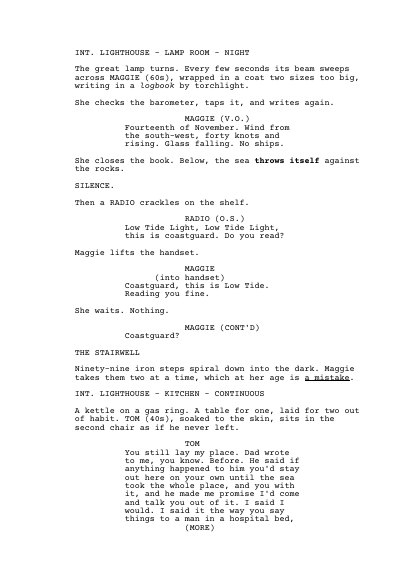 INT. LIGHTHOUSE - LAMP ROOM - NIGHT
The great lamp turns. Every few seconds its beam sweeps
across MAGGIE (60s), wrapped in a coat two sizes too big,
writing in a logbook by torchlight.
She checks the barometer, taps it, and writes again.
MAGGIE (V.O.)
Fourteenth of November. Wind from
the south-west, forty knots and
rising. Glass falling. No ships.
She closes the book. Below, the sea throws itself against
the rocks.
SILENCE.
Then a RADIO crackles on the shelf.
RADIO (O.S.)
Low Tide Light, Low Tide Light,
this is coastguard. Do you read?
Maggie lifts the handset.
MAGGIE
(into handset)
Coastguard, this is Low Tide.
Reading you fine.
She waits. Nothing.
MAGGIE (CONT'D)
Coastguard?
THE STAIRWELL
Ninety-nine iron steps spiral down into the dark. Maggie
takes them two at a time, which at her age is a mistake.
INT. LIGHTHOUSE - KITCHEN - CONTINUOUS
A kettle on a gas ring. A table for one, laid for two out
of habit. TOM (40s), soaked to the skin, sits in the
second chair as if he never left.
TOM
You still lay my place. Dad wrote
to me, you know. Before. He said if
anything happened to him you'd stay
out here on your own until the sea
took the whole place, and you with
it, and he made me promise I'd come
and talk you out of it. I said I
would. I said it the way you say
things to a man in a hospital bed,
(MORE)